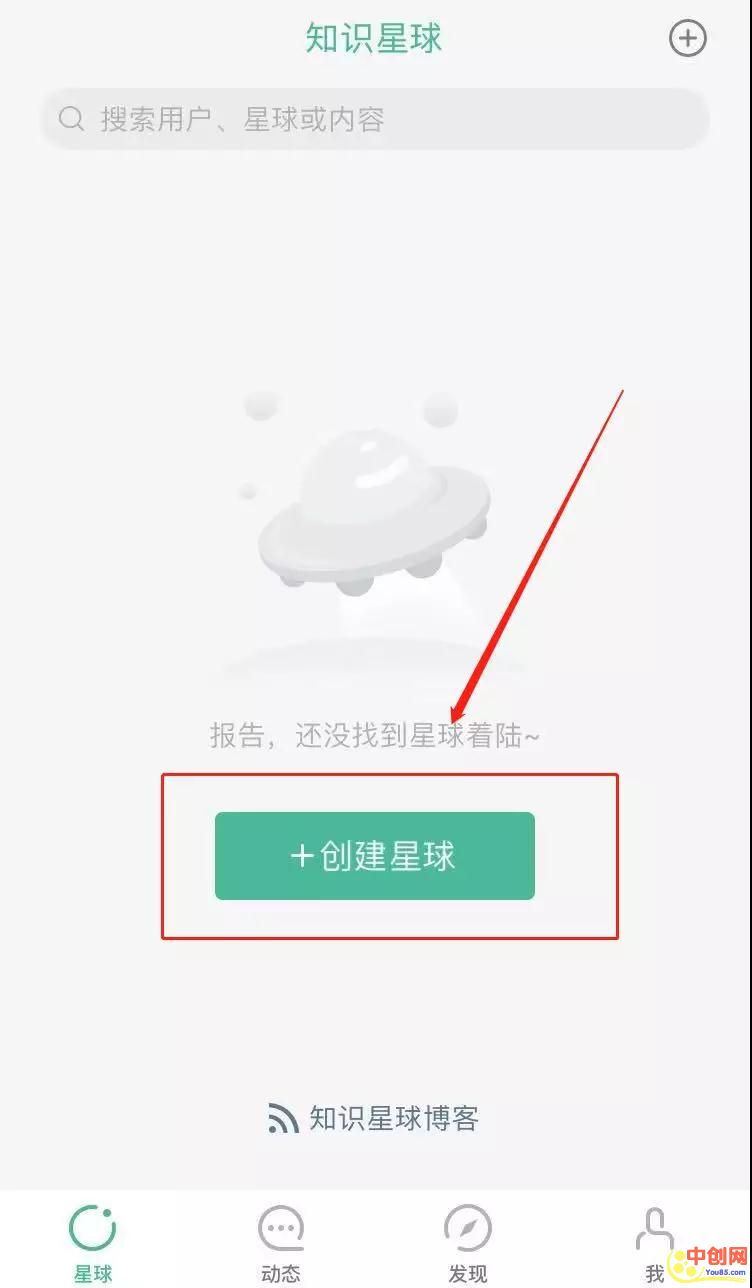 知识星球
搜索用户、星球或内容
报告，还没找到星球着陆~
+创建星球
知识星球博客
星球
动态
发现
我
中创网
You85.com